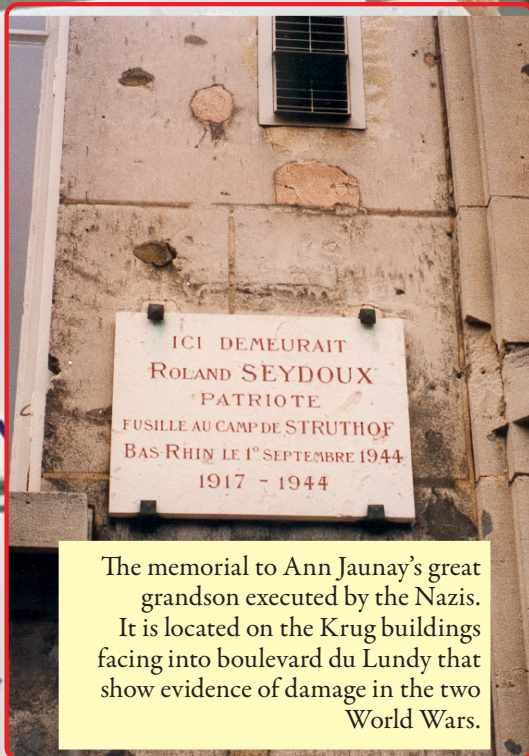 ICI DEMEURAIT
ROLAND SEYDOUX
PATRIOTE
FUSILLÉ AU CAMP DE STRUTHOF
BAS-RHIN LE 1° SEPTEMBRE 1944
1917 - 1944
The memorial to Ann Jaunay’s great
grandson executed by the Nazis.
It is located on the Krug buildings
facing into boulevard du Lundy that
show evidence of damage in the two
World Wars.